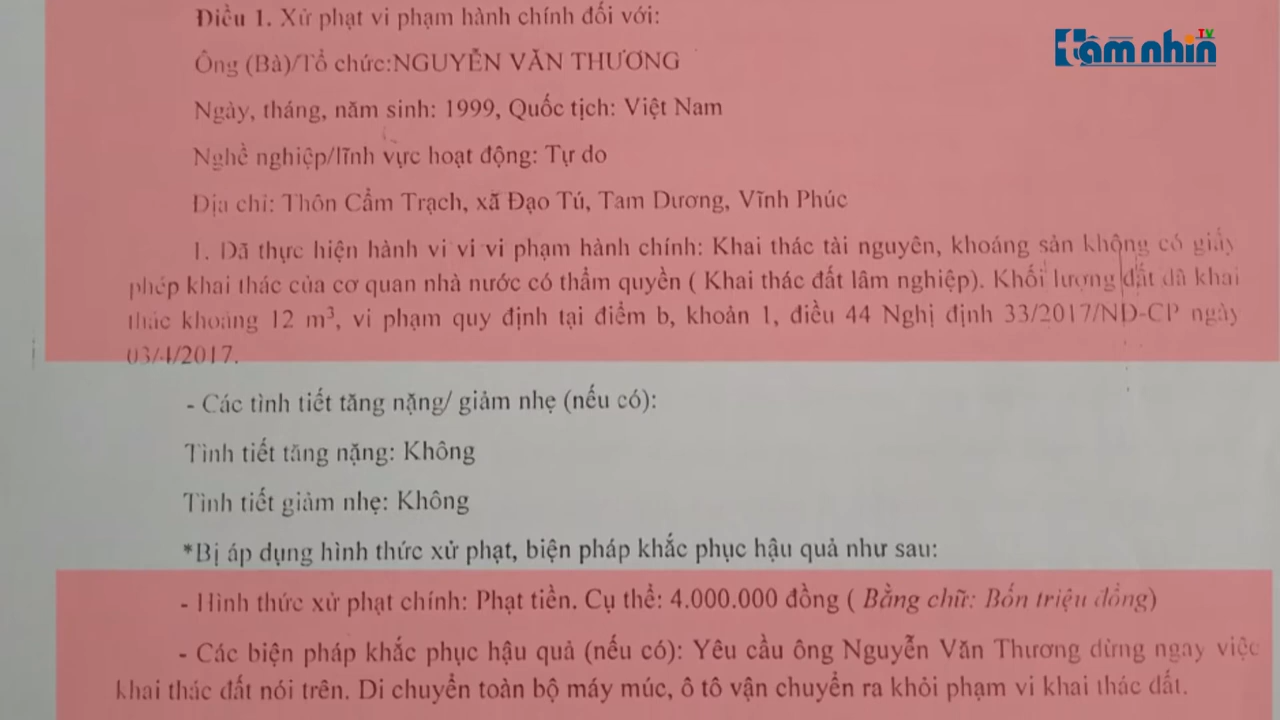 Điều 1. Xử phạt vi phạm hành chính đối với:
tầm nhìn TV
Ông (Bà)/Tổ chức:NGUYỄN VĂN THƯƠNG
Ngày, tháng, năm sinh: 1999, Quốc tịch: Việt Nam
Nghề nghiệp/lĩnh vực hoạt động: Tự do
Địa chỉ: Thôn Cẩm Trạch, xã Đạo Tú, Tam Dương, Vĩnh Phúc
1. Đã thực hiện hành vi vi vi phạm hành chính: Khai thác tài nguyên, khoáng sản không có giấy
phép khai thác của cơ quan nhà nước có thẩm quyền ( Khai thác đất lâm nghiệp). Khối lượng đất đã khai
thác khoảng 12 m³, vi phạm quy định tại điểm b, khoản 1, điều 44 Nghị định 33/2017/NĐ-CP ngày
03/4/2017.
- Các tình tiết tăng nặng/ giảm nhẹ (nếu có):
Tình tiết tăng nặng: Không
Tình tiết giảm nhẹ: Không
*Bị áp dụng hình thức xử phạt, biện pháp khắc phục hậu quả như sau:
- Hình thức xử phạt chính: Phạt tiền. Cụ thể: 4.000.000 đồng ( Bằng chữ: Bốn triệu đồng)
- Các biện pháp khắc phục hậu quả (nếu có): Yêu cầu ông Nguyễn Văn Thương dừng ngay việc
khai thác đất nói trên. Di chuyển toàn bộ máy múc, ô tô vận chuyển ra khỏi phạm vi khai thác đất.